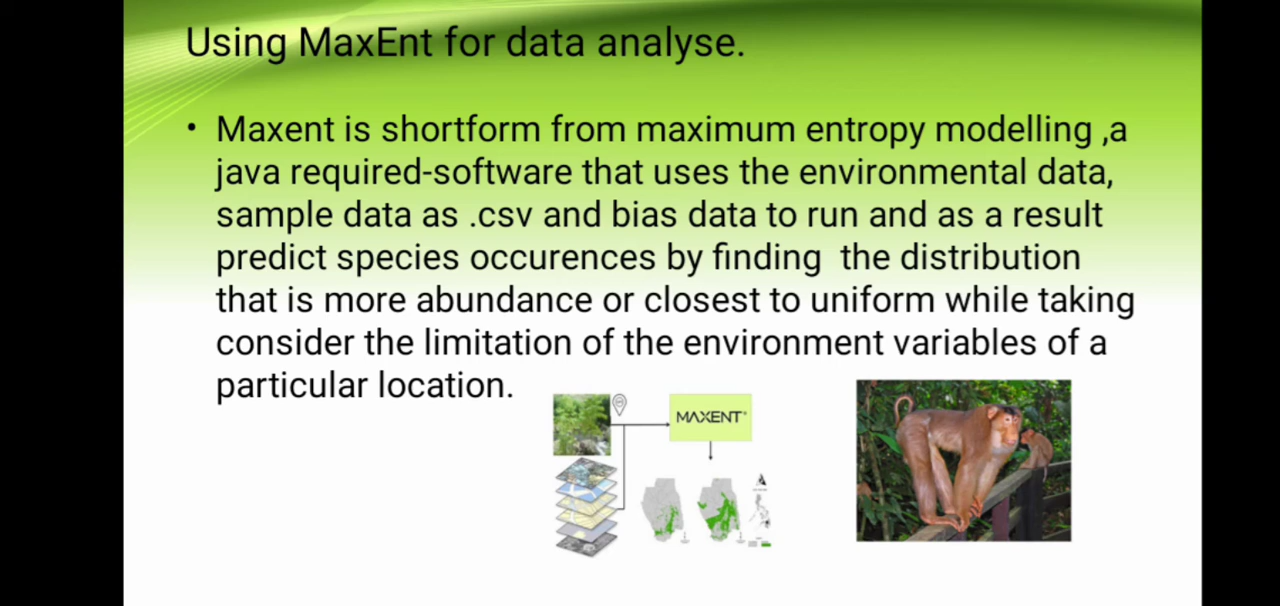 Using MaxEnt for data analyse.
• Maxent is shortform from maximum entropy modelling ,a
java required-software that uses the environmental data,
sample data as .csv and bias data to run and as a result
predict species occurences by finding  the distribution
that is more abundance or closest to uniform while taking
consider the limitation of the environment variables of a
particular location.
MAXENT